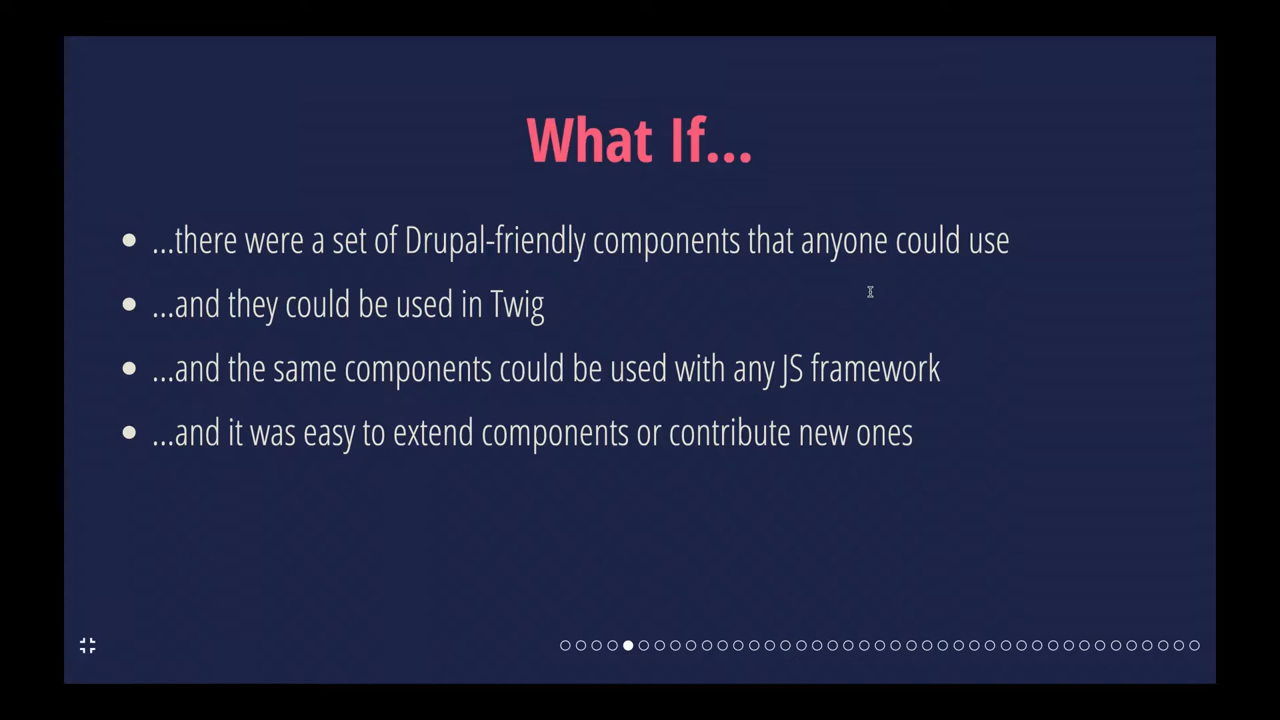 What If...
...there were a set of Drupal-friendly components that anyone could use
...and they could be used in Twig
...and the same components could be used with any JS framework
...and it was easy to extend components or contribute new ones